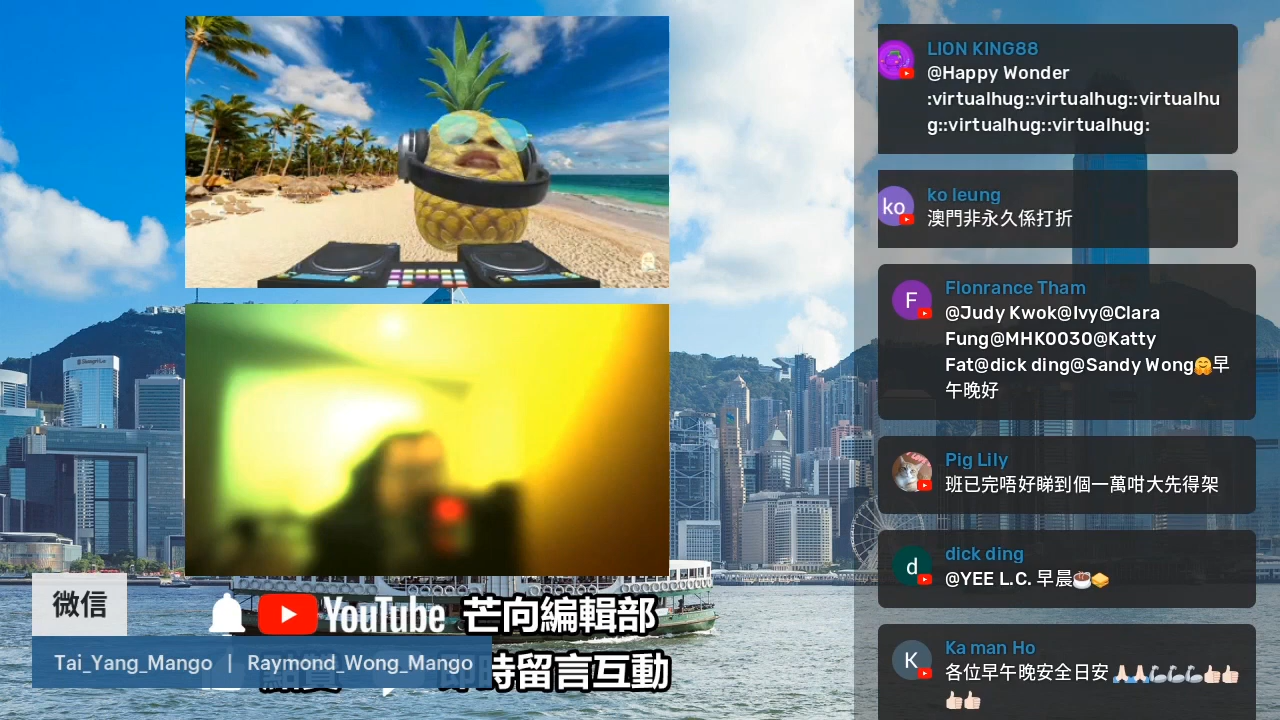 LION KING88
@Happy Wonder
:virtualhug::virtualhug::virtualhu
g::virtualhug::virtualhug:
ko
ko leung
澳門非永久係打折
F
Flonrance Tham
@Judy Kwok@Ivy@Clara
Fung@MHK0030@Katty
Fat@dick ding@Sandy Wong🤗早
午晚好
Pig Lily
班已完唔好睇到個一萬咁大先得架
d
dick ding
@YEE L.C. 早晨☕🧇
K
Ka man Ho
各位早午晚安全日安 🙏🏻🙏🏻💪🏻💪🏻💪🏻👍🏻👍🏻
👍🏻👍🏻
微信
YouTube 芒向編輯部
Tai_Yang_Mango | Raymond_Wong_Mango
即時留言互動